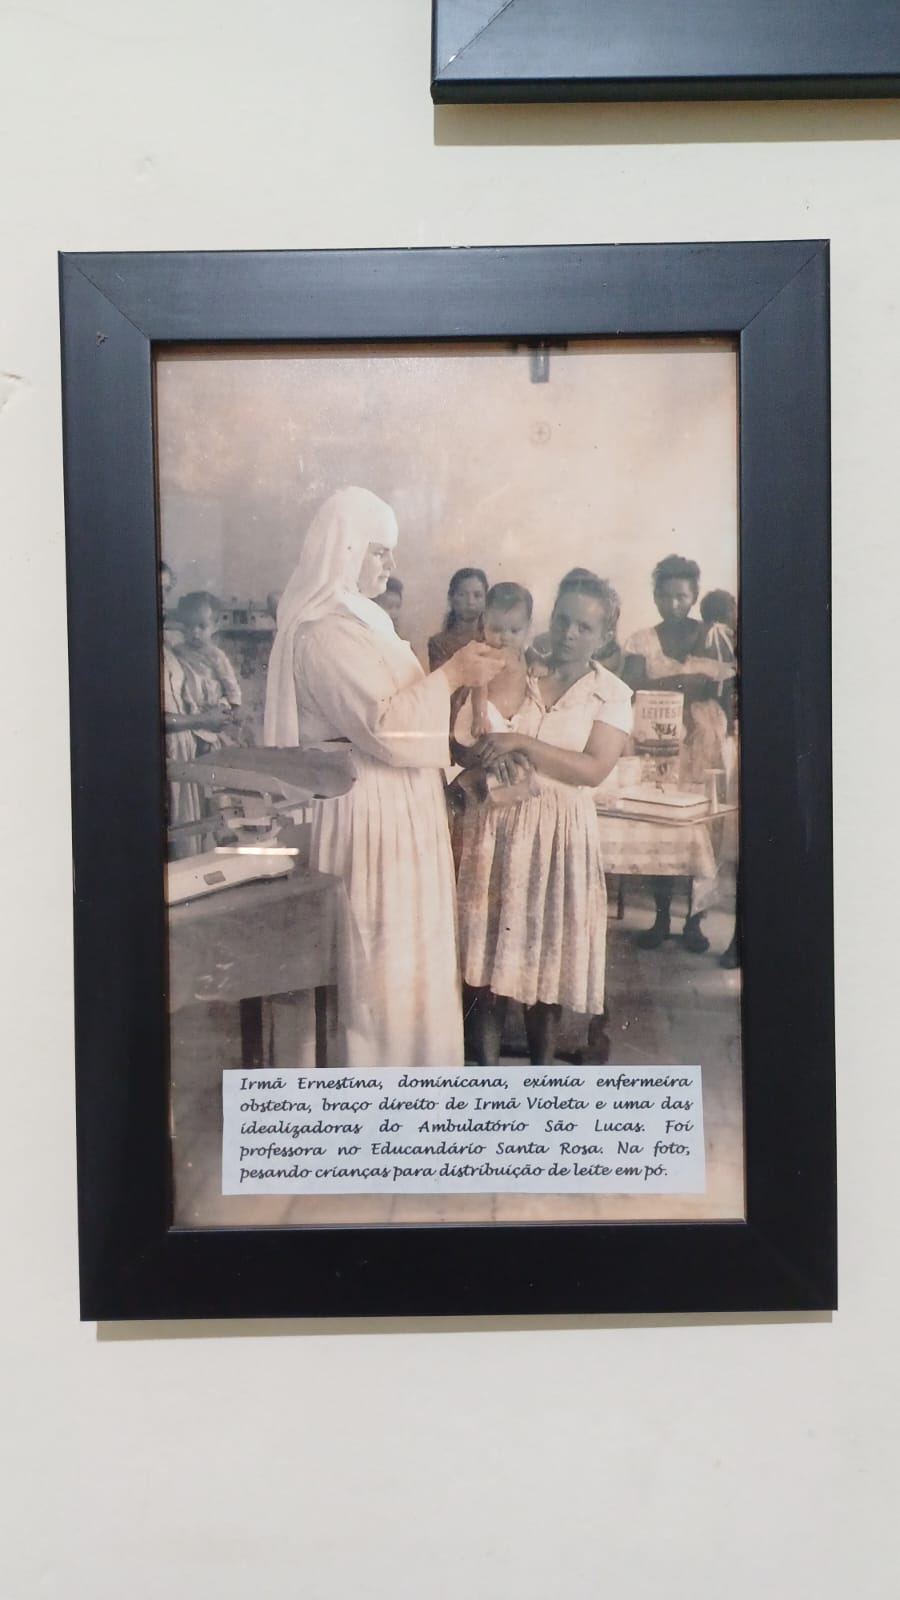 LEITES
Irmã Ernestina, dominicana, exímia enfermeira
obstetra, braço direito de Irmã Violeta e uma das
idealizadoras do Ambulatório São Lucas. Foi
professora no Educandário Santa Rosa. Na foto,
pesando crianças para distribuição de leite em pó.